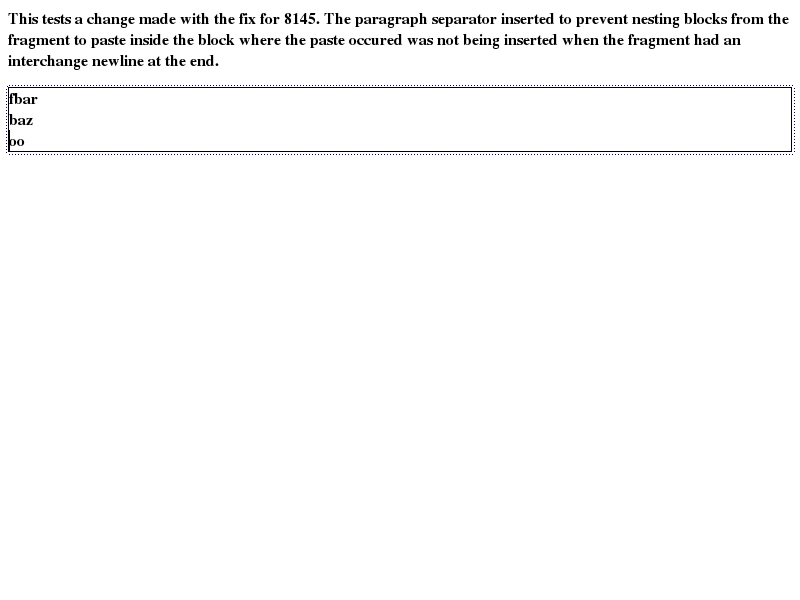 This tests a change made with the fix for 8145. The paragraph separator inserted to prevent nesting blocks from the
fragment to paste inside the block where the paste occured was not being inserted when the fragment had an
interchange newline at the end.
fbar
baz
oo